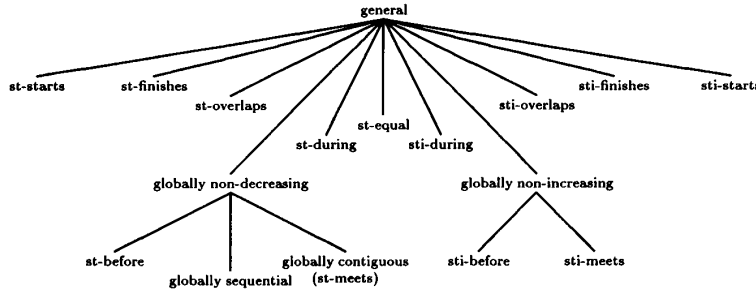 general
st-starts
st-finishes
sti-finishes
sti-starts
st-overlaps
sti-overlaps
st-equal
st-during
sti-during
globally non-decreasing
globally non-increasing
st-before
globally sequential
globally contiguous
(st-meets)
sti-before
sti-meets